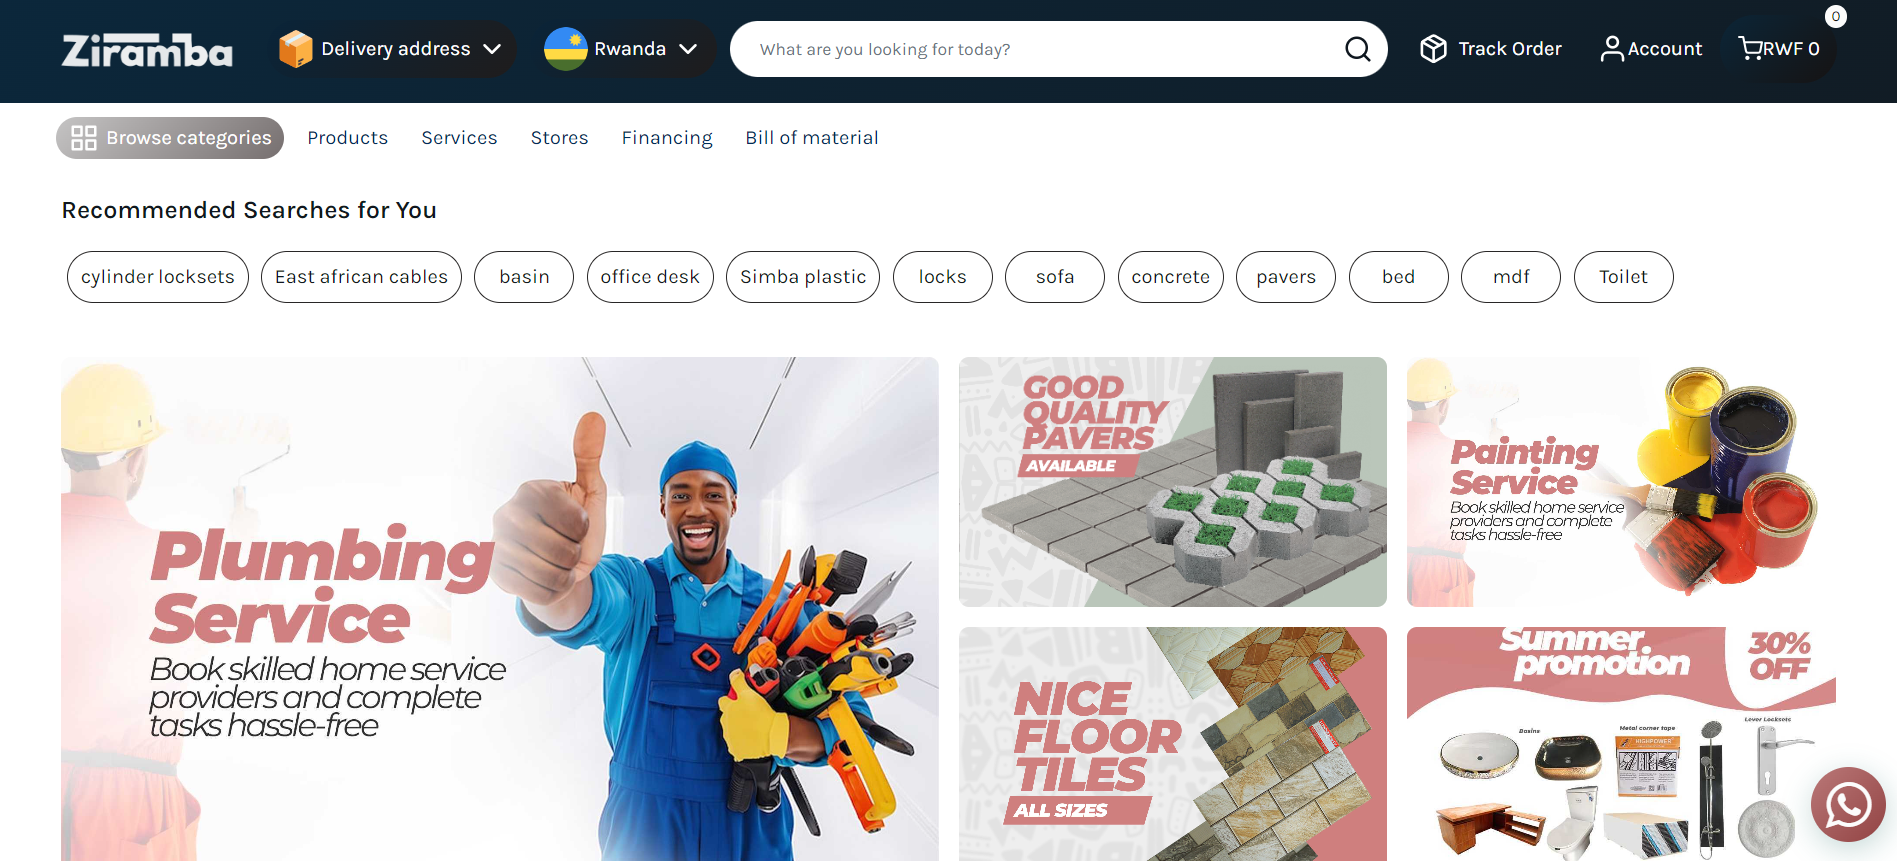 Ziramba
Delivery address
Rwanda
What are you looking for today?
Track Order
Account
0
RWF 0
Browse categories
Products
Services
Stores
Financing
Bill of material
Recommended Searches for You
cylinder locksets
East african cables
basin
office desk
Simba plastic
locks
sofa
concrete
pavers
bed
mdf
Toilet
Plumbing
Service
Book skilled home service
providers and complete
tasks hassle-free
GOOD
QUALITY
PAVERS
AVAILABLE
Painting
Service
Book skilled home service
providers and complete
tasks hassle-free
NICE
FLOOR
TILES
ALL SIZES
Summer
promotion
30%
OFF
Basins
Metal corner tape
Lever Locksets
HIGHPOWER